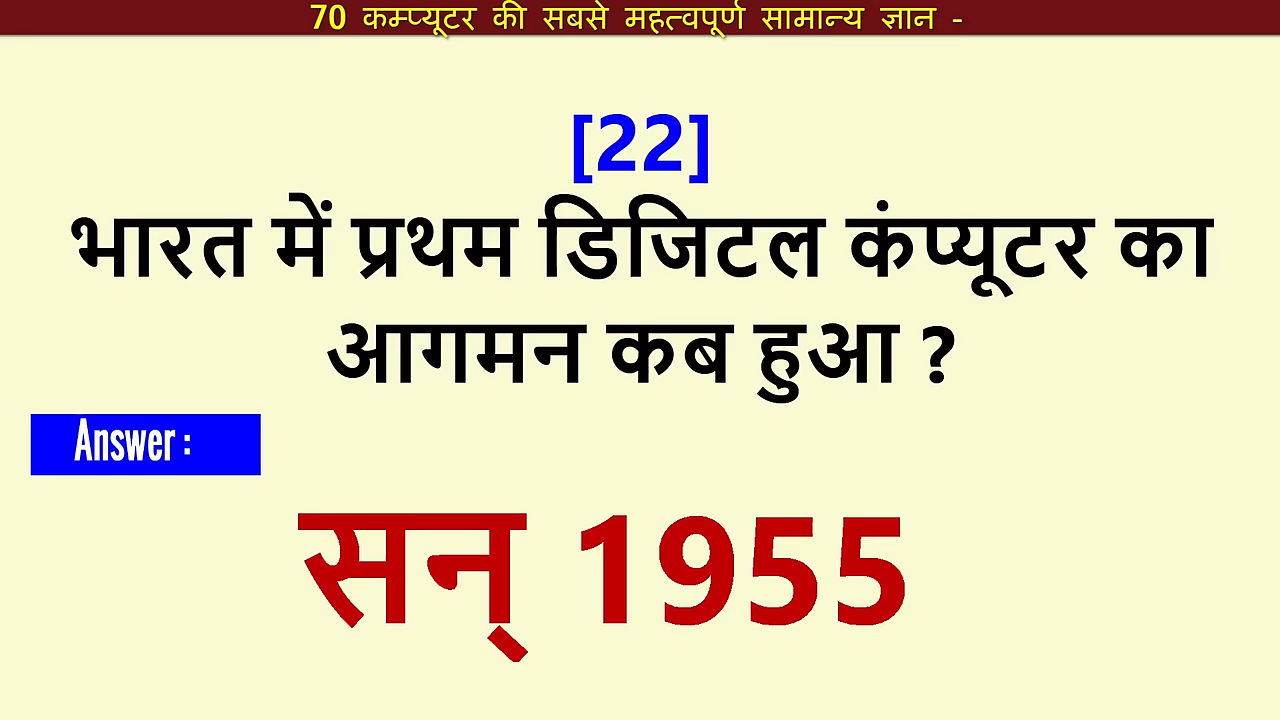 70 कम्प्यूटर की सबसे महत्वपूर्ण सामान्य ज्ञान -
[22]
भारत में प्रथम डिजिटल कंप्यूटर का
आगमन कब हुआ ?
Answer :
सन् 1955